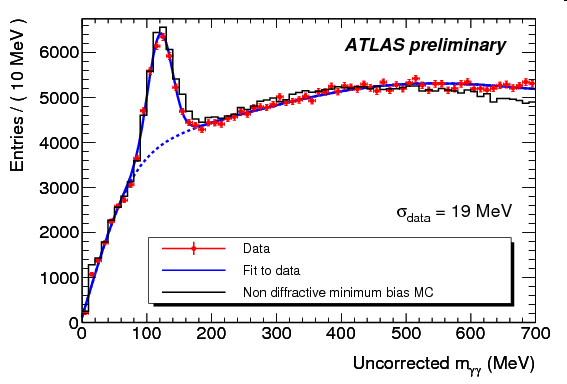 ATLAS preliminary
Entries / ( 10 MeV )
6000
5000
4000
3000
2000
1000
0
σdata = 19 MeV
Data
Fit to data
Non diffractive minimum bias MC
0 100 200 300 400 500 600 700
Uncorrected mγγ (MeV)